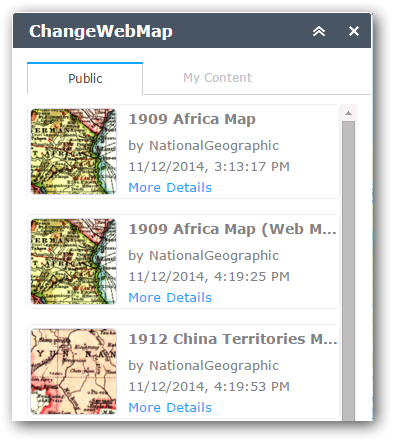 ChangeWebMap
Public
My Content
1909 Africa Map
by NationalGeographic
11/12/2014, 3:13:17 PM
More Details
1909 Africa Map (Web M...
by NationalGeographic
11/12/2014, 4:19:25 PM
More Details
1912 China Territories M...
by NationalGeographic
11/12/2014, 4:19:53 PM
More Details